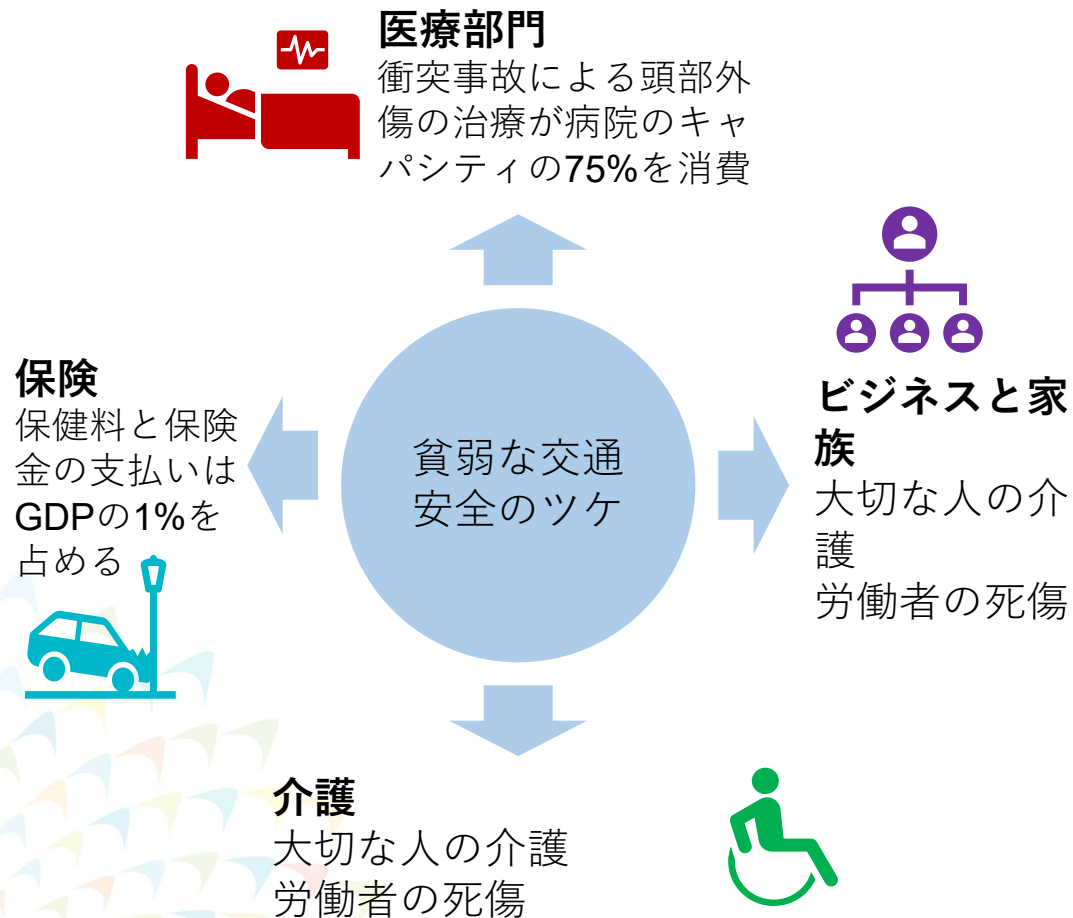 医療部門
衝突事故による頭部外
傷の治療が病院のキャ
パシティの75%を消費
保険
保健料と保険
金の支払いは
GDPの1%を
占める
貧弱な交通
安全のツケ
ビジネスと家
族
大切な人の介
護
労働者の死傷
介護
大切な人の介護
労働者の死傷